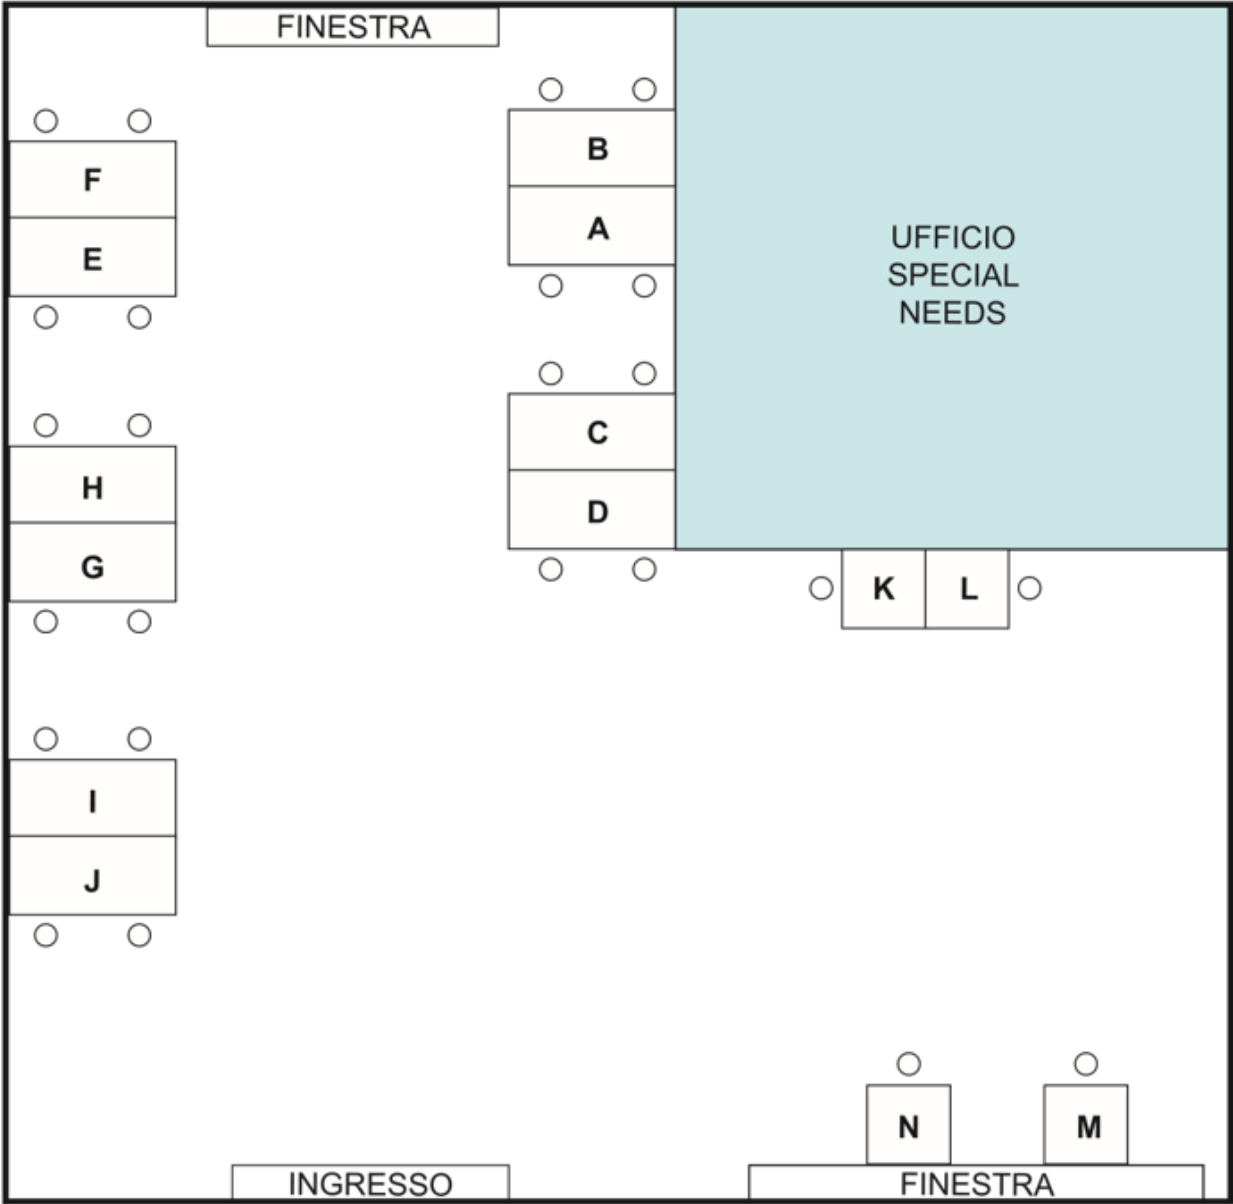 FINESTRA
B
F
A
UFFICIO
SPECIAL
NEEDS
E
C
H
D
G
K L
I
J
N M
INGRESSO
FINESTRA